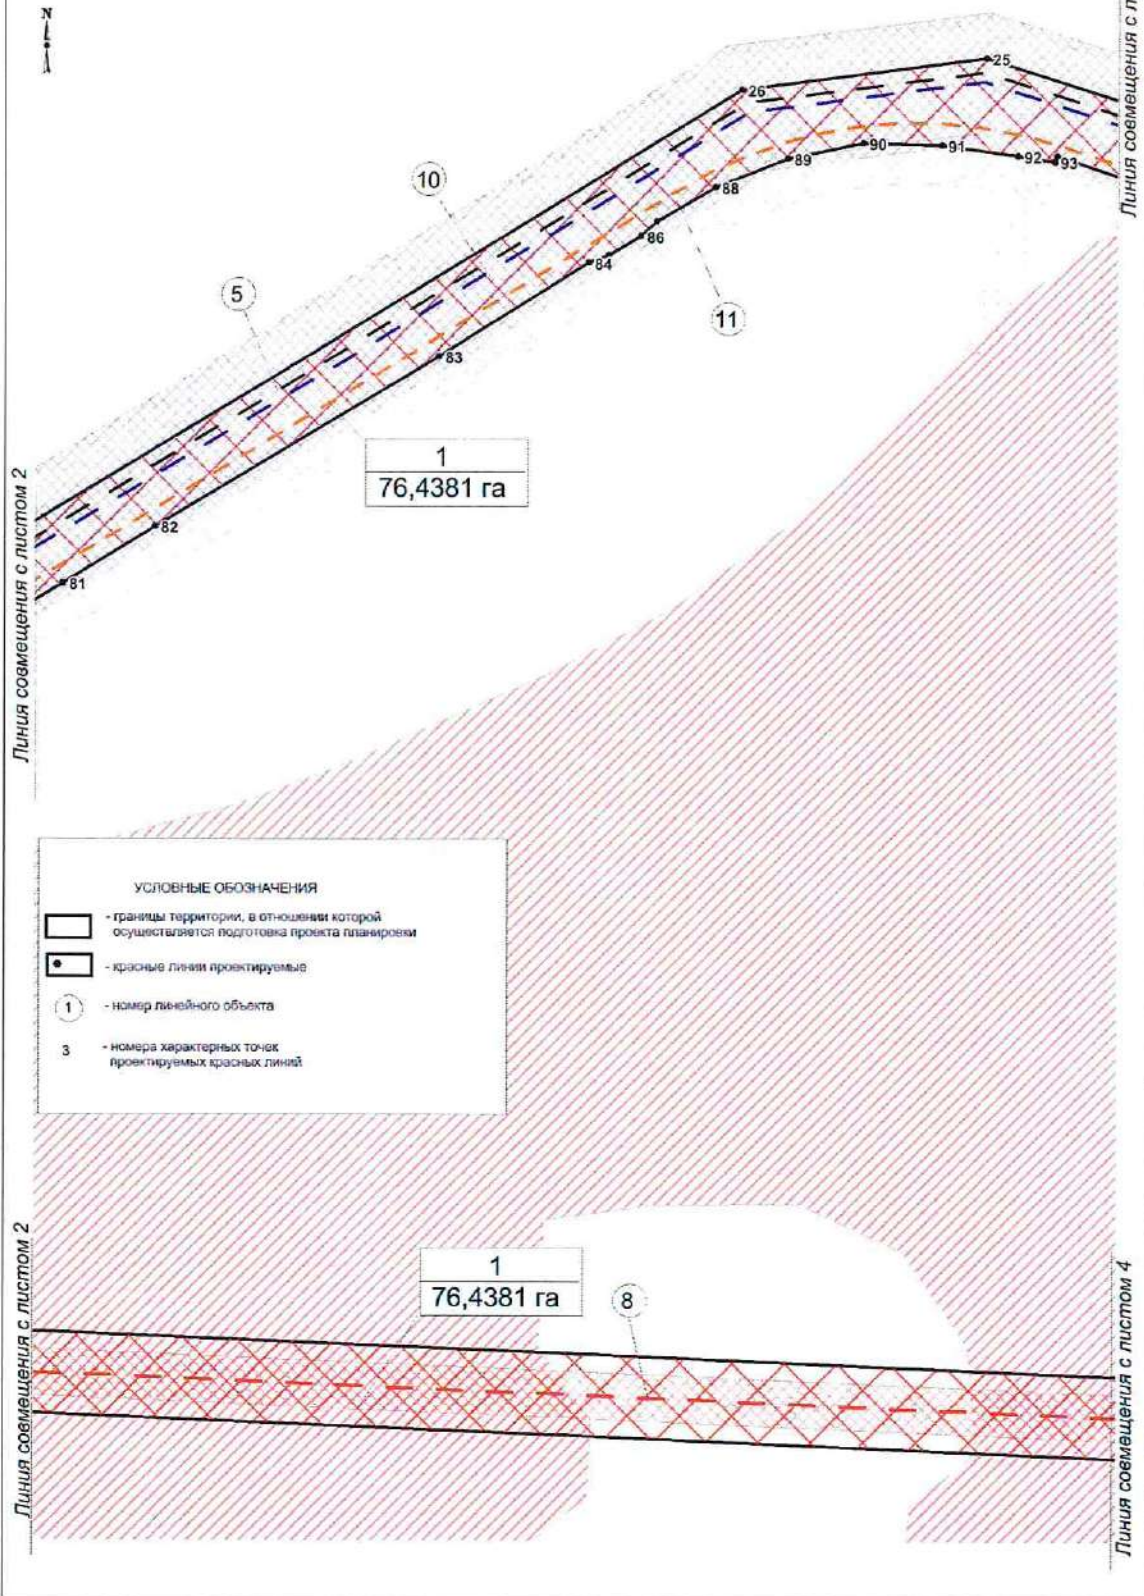 N
Линия совмещения с л
25
26
90
91
92
93
89
10
88
86
84
5
11
83
1
76,4381 га
82
81
Линия совмещения с листом 2
УСЛОВНЫЕ ОБОЗНАЧЕНИЯ
- границы территории, в отношении которой
осуществляется подготовка проекта планировки
- красные линии проектируемые
1 - номер линейного объекта
3 - номера характерных точек
проектируемых красных линий
Линия совмещения с листом 2
1
76,4381 га
8
Линия совмещения с листом 4